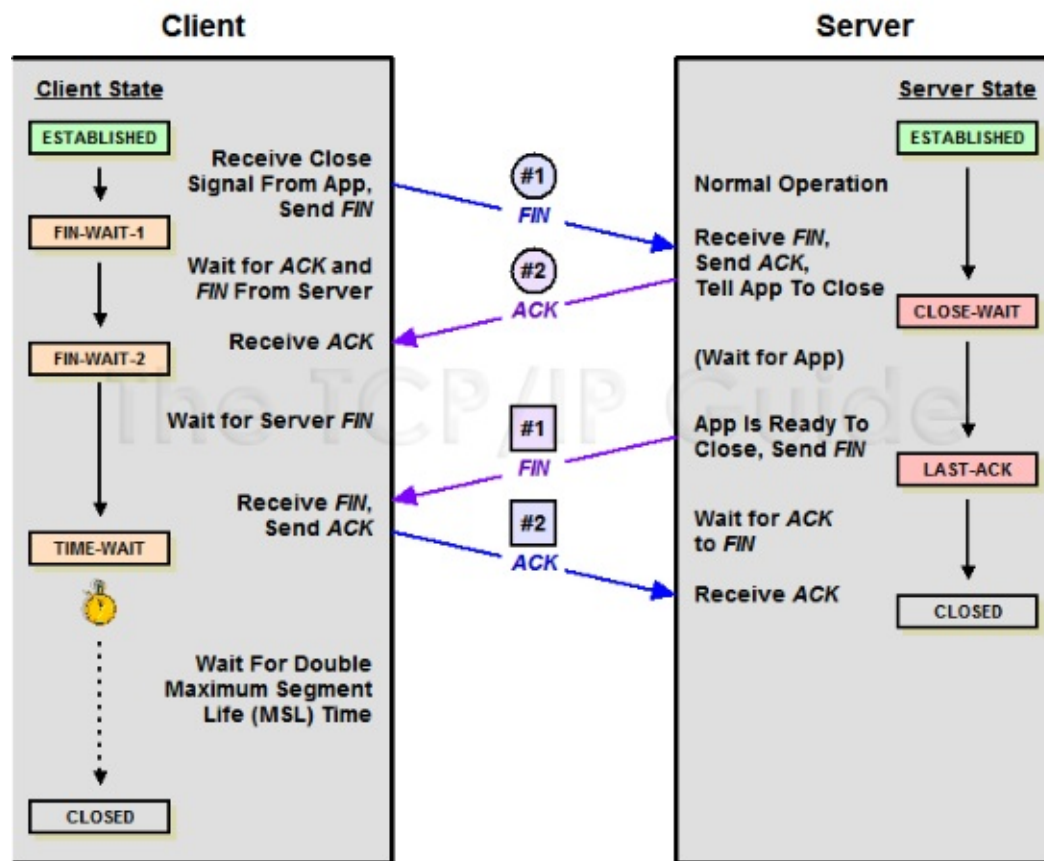 Client
Server
Client State
Server State
ESTABLISHED
ESTABLISHED
Receive Close
Signal From App,
Send FIN
#1
FIN
Normal Operation
FIN-WAIT-1
Receive FIN,
Send ACK,
Tell App To Close
Wait for ACK and
FIN From Server
#2
ACK
CLOSE-WAIT
Receive ACK
FIN-WAIT-2
(Wait for App)
The TCP/IP Guide
Wait for Server FIN
#1
FIN
App Is Ready To
Close, Send FIN
LAST-ACK
Receive FIN,
Send ACK
#2
ACK
Wait for ACK
to FIN
TIME-WAIT
Receive ACK
CLOSED
Wait For Double
Maximum Segment
Life (MSL) Time
CLOSED